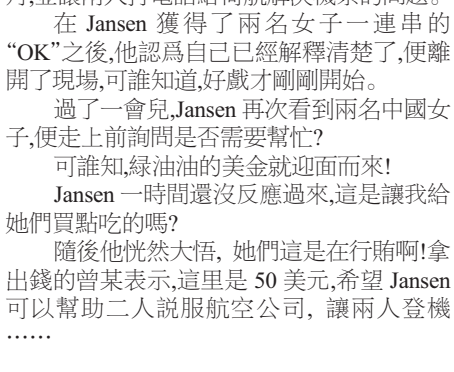 在 Jansen 獲得了兩名女子一連串的
“OK”之後,他認爲自己已經解釋清楚了,便離
開了現場,可誰知道,好戲才剛剛開始。
過了一會兒,Jansen 再次看到兩名中國女
子,便走上前詢問是否需要幫忙?
可誰知,緑油油的美金就迎面而來!
Jansen 一時間還沒反應過來,這是讓我給
她們買點吃的嗎?
隨後他恍然大悟, 她們這是在行賄啊!拿
出錢的曾某表示,這里是 50 美元,希望 Jansen
可以幫助二人説服航空公司, 讓兩人登機
……